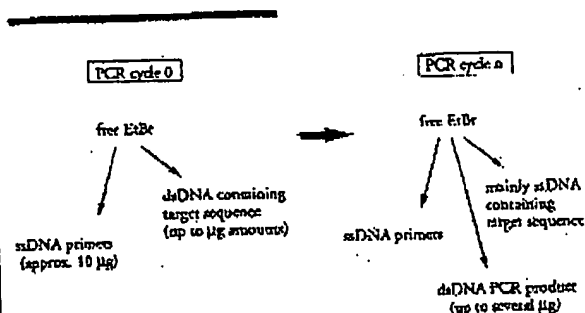 PCR cycle 0
free EtBr
dsDNA containing
target sequence
(up to μg amounts)
ssDNA primers
(approx. 10 μg)
PCR cycle n
free EtBr
mainly ssDNA
containing
target sequence
ssDNA primers
dsDNA PCR product
(up to several μg)